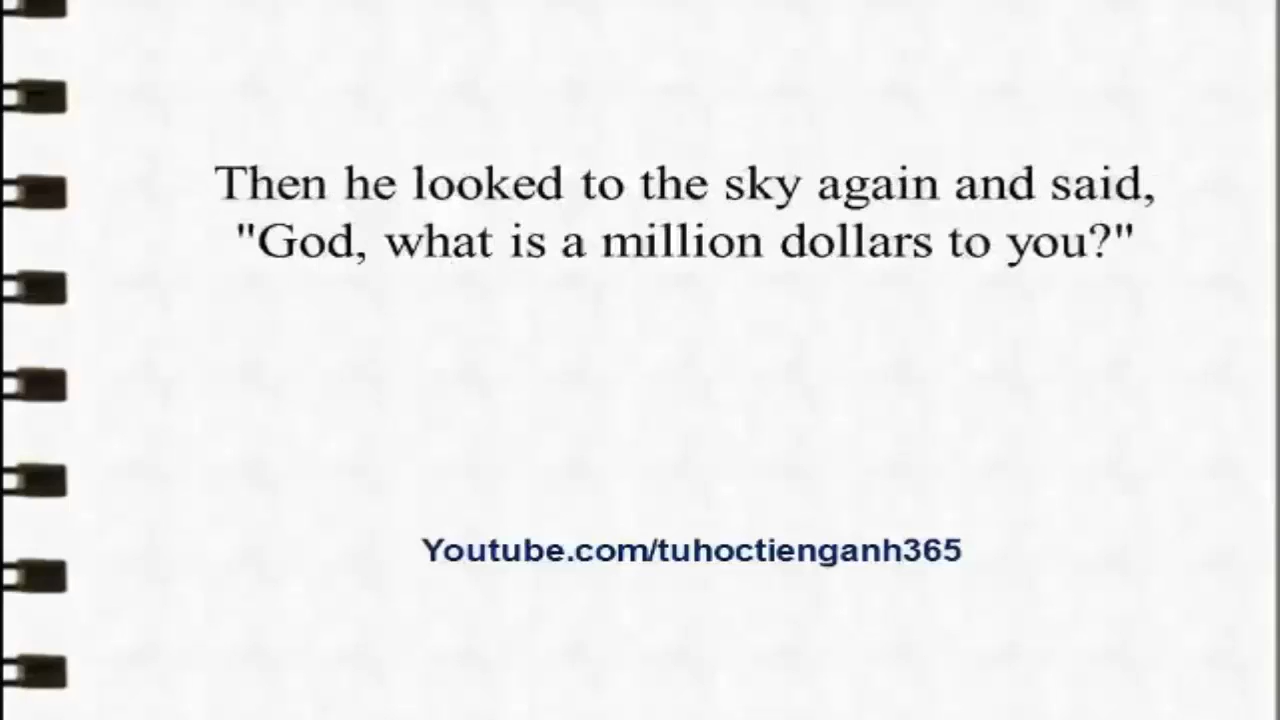 Then he looked to the sky again and said,
"God, what is a million dollars to you?"
Youtube.com/tuhoctienganh365